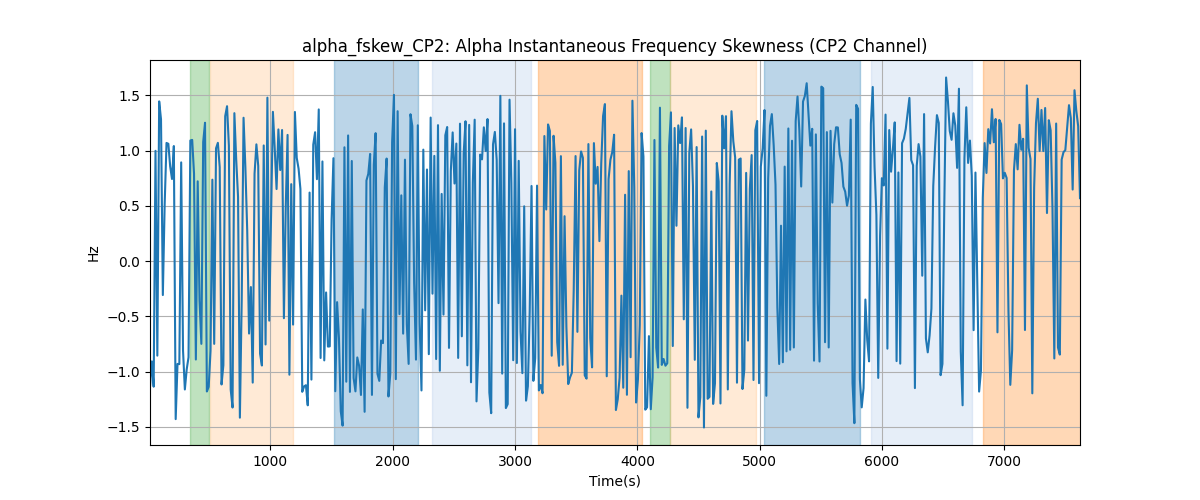 alpha_fskew_CP2: Alpha Instantaneous Frequency Skewness (CP2 Channel)
Hz
1.5
1.0
0.5
0.0
−0.5
−1.0
−1.5
1000 2000 3000 4000 5000 6000 7000
Time(s)